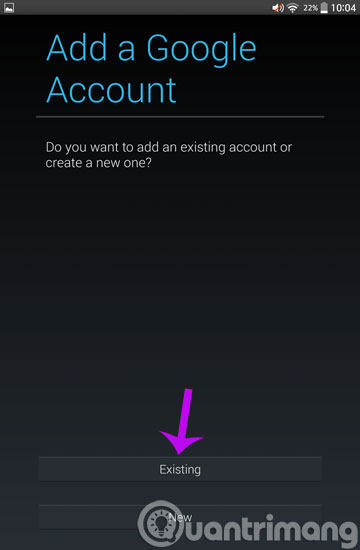 22% 10:04
Add a Google
Account
Do you want to add an existing account or
create a new one?
Existing
New
Quantrimang